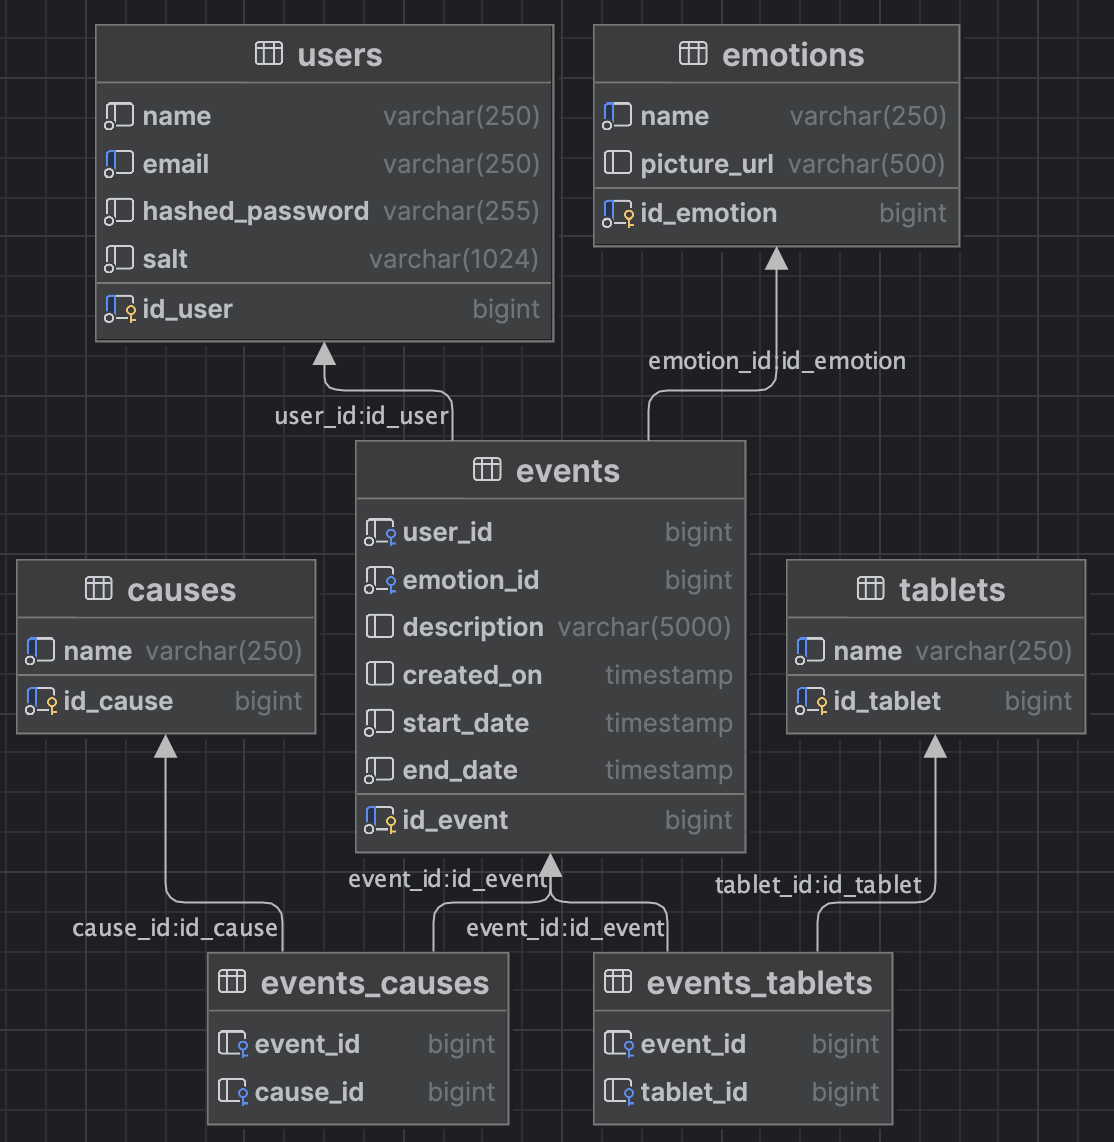 users
name varchar(250)
email varchar(250)
hashed_password varchar(255)
salt varchar(1024)
id_user bigint
emotions
name varchar(250)
picture_url varchar(500)
id_emotion bigint
emotion_id:id_emotion
user_id:id_user
events
user_id bigint
emotion_id bigint
description varchar(5000)
created_on timestamp
start_date timestamp
end_date timestamp
id_event bigint
causes
name varchar(250)
id_cause bigint
tablets
name varchar(250)
id_tablet bigint
event_id:id_event
tablet_id:id_tablet
cause_id:id_cause
event_id:id_event
events_causes
event_id bigint
cause_id bigint
events_tablets
event_id bigint
tablet_id bigint